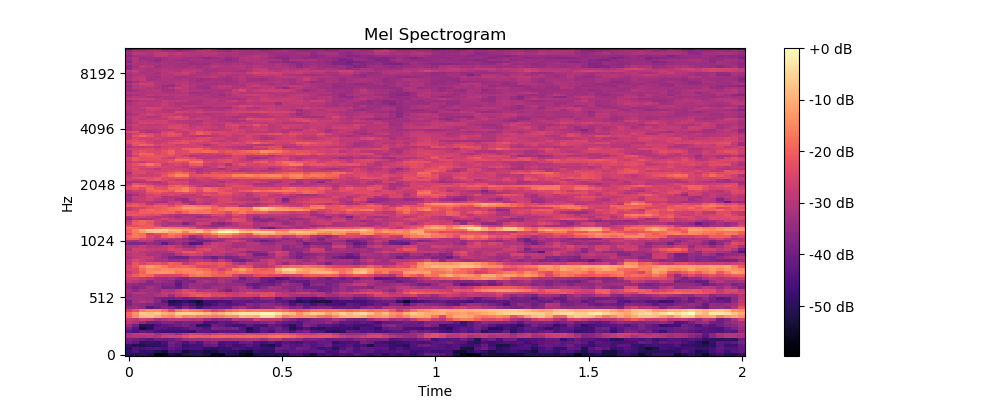 Mel Spectrogram
Hz
8192
4096
2048
1024
512
0
0
0.5
1
1.5
2
Time
+0 dB
-10 dB
-20 dB
-30 dB
-40 dB
-50 dB